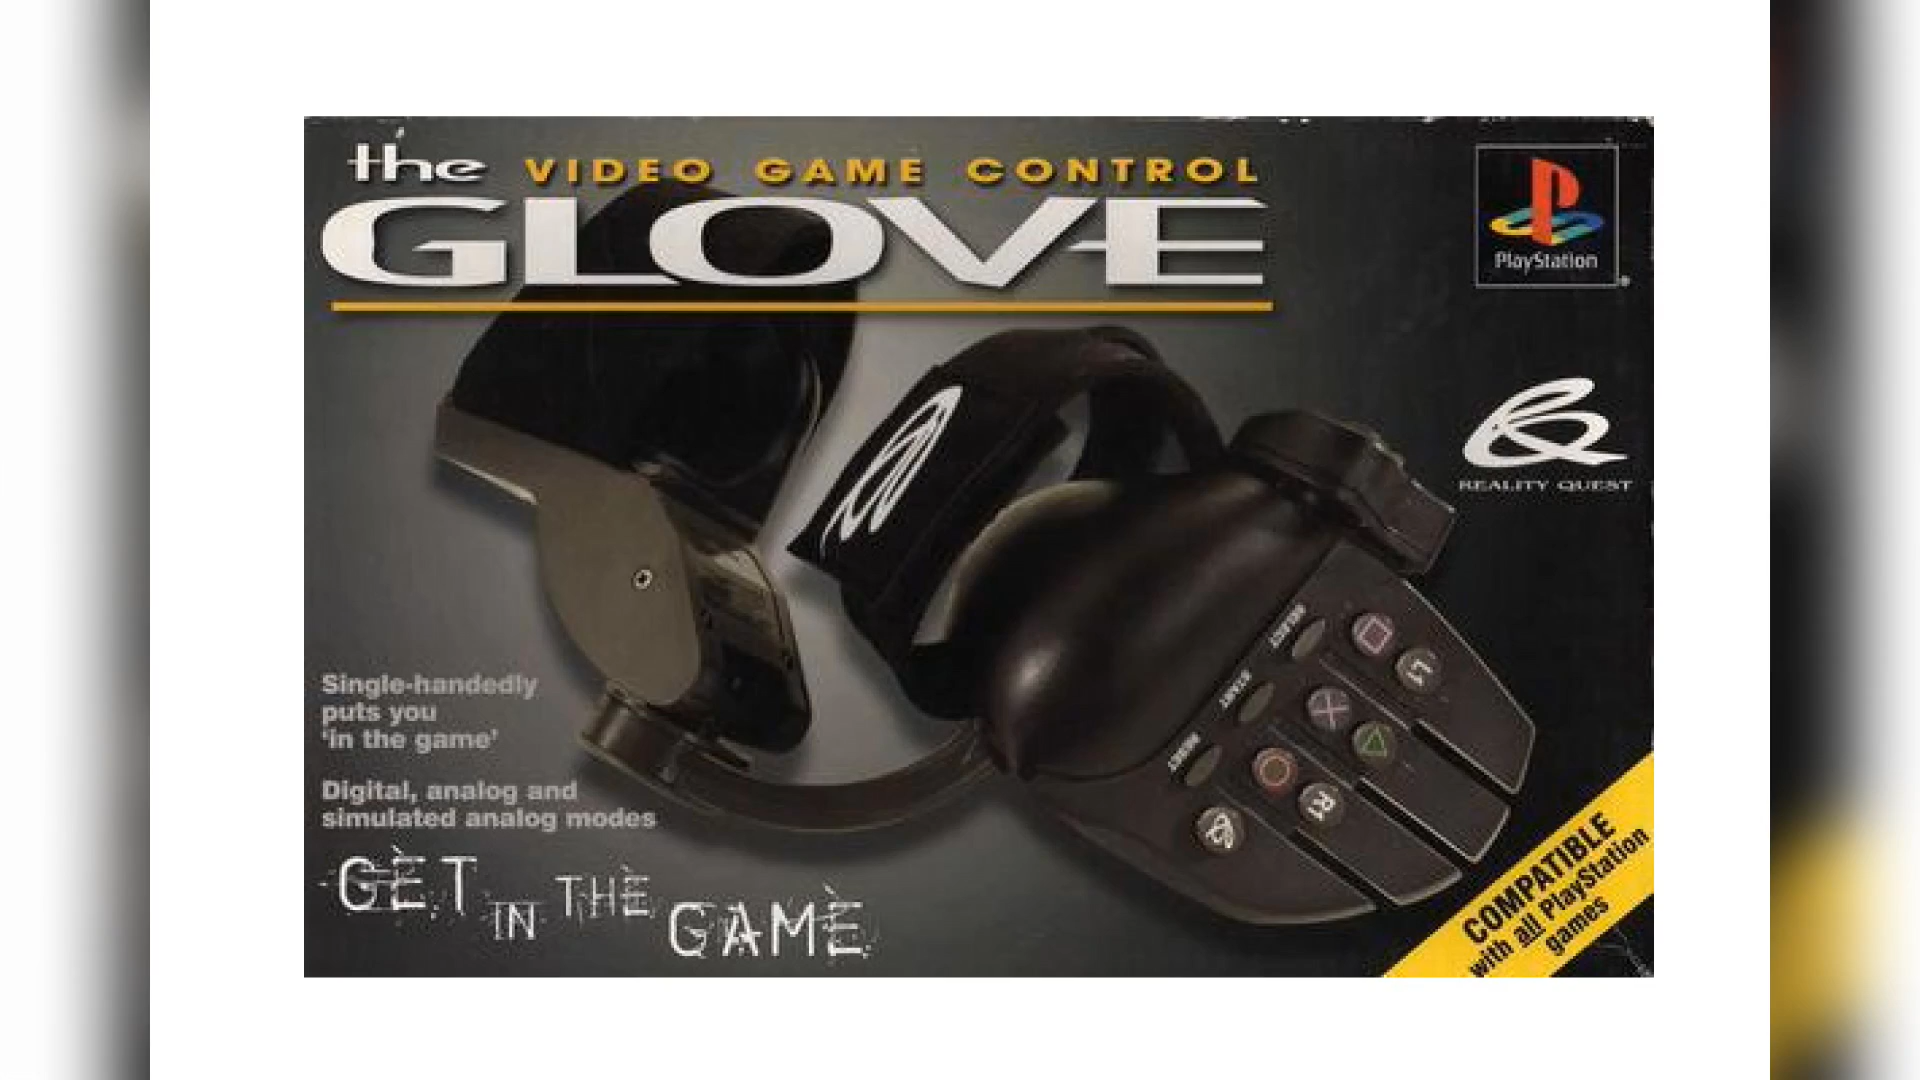 the VIDEO GAME CONTROL
GLOVE
PlayStation
REALITY QUEST
SELECT
START
RESET
L1
R1
Single-handedly
puts you
'in the game'
Digital, analog and
simulated analog modes
GET IN THE GAME
COMPATIBLE
with all PlayStation
games